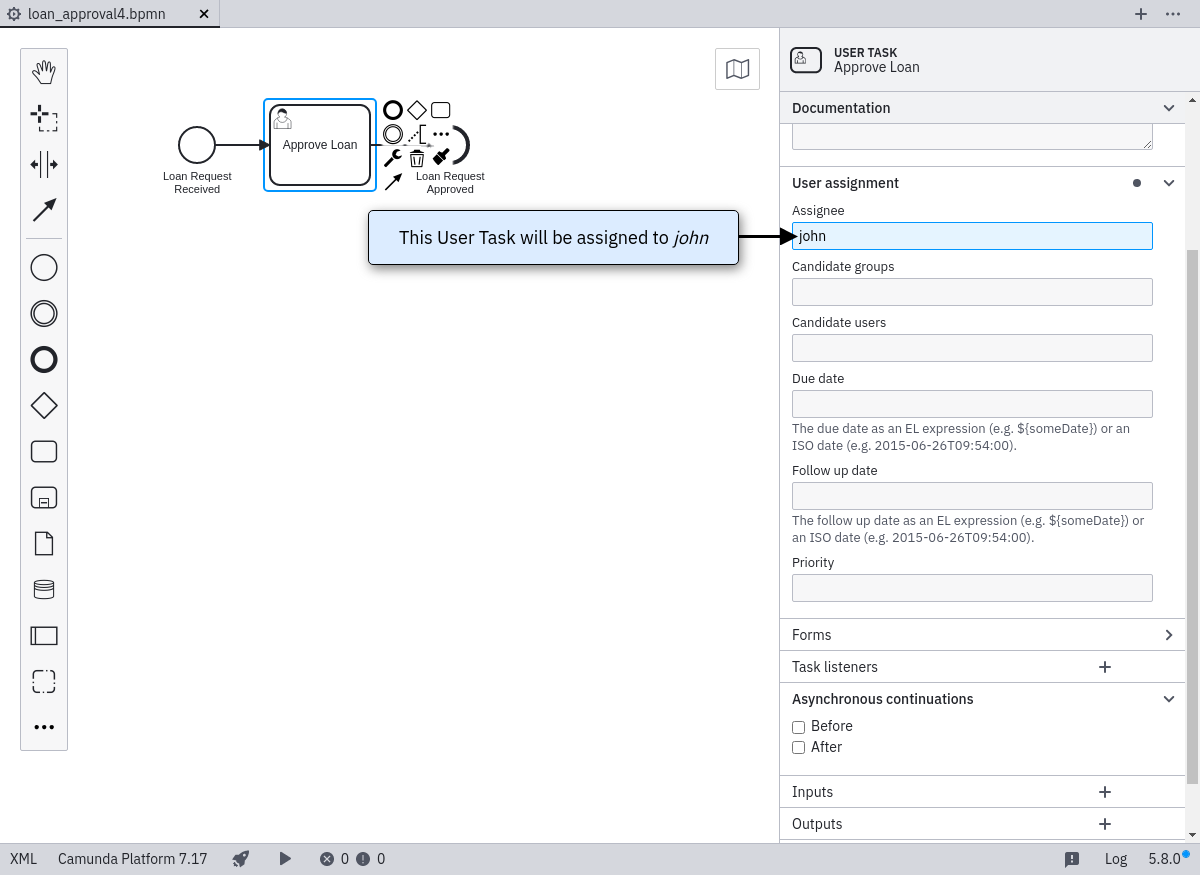 loan_approval4.bpmn
USER TASK
Approve Loan
Documentation
Approve Loan
Loan Request
Received
Loan Request
Approved
This User Task will be assigned to john
User assignment
Assignee
john
Candidate groups
Candidate users
Due date
The due date as an EL expression (e.g. ${someDate}) or an
ISO date (e.g. 2015-06-26T09:54:00).
Follow up date
The follow up date as an EL expression (e.g. ${someDate}) or
an ISO date (e.g. 2015-06-26T09:54:00).
Priority
Forms
Task listeners
Asynchronous continuations
Before
After
Inputs
Outputs
XML Camunda Platform 7.17 0 0 Log 5.8.0